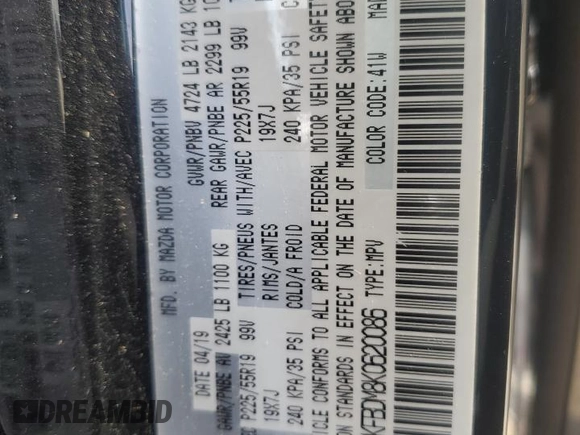 MFD. BY MAZDA MOTOR CORPORATION
DATE 04/19 GVWR/PNBV 4724 LB 2143 KG
GAWR/PNBE AV 2425 LB 1100 KG REAR GAWR/PNBE AR 2299 LB
P225/55R19 99V TIRES/PNEUS WITH/AVEC P225/55R19 99V
19X7J RIMS/JANTES 19X7J
240 KPA/35 PSI COLD/A FROID 240 KPA/35 PSI
CONFORMS TO ALL APPLICABLE FEDERAL MOTOR VEHICLE SAFETY
STANDARDS IN EFFECT ON THE DATE OF MANUFACTURE SHOWN ABOVE
KFBDM8K0620086 TYPE:MPV COLOR CODE:41W
DREAMBID